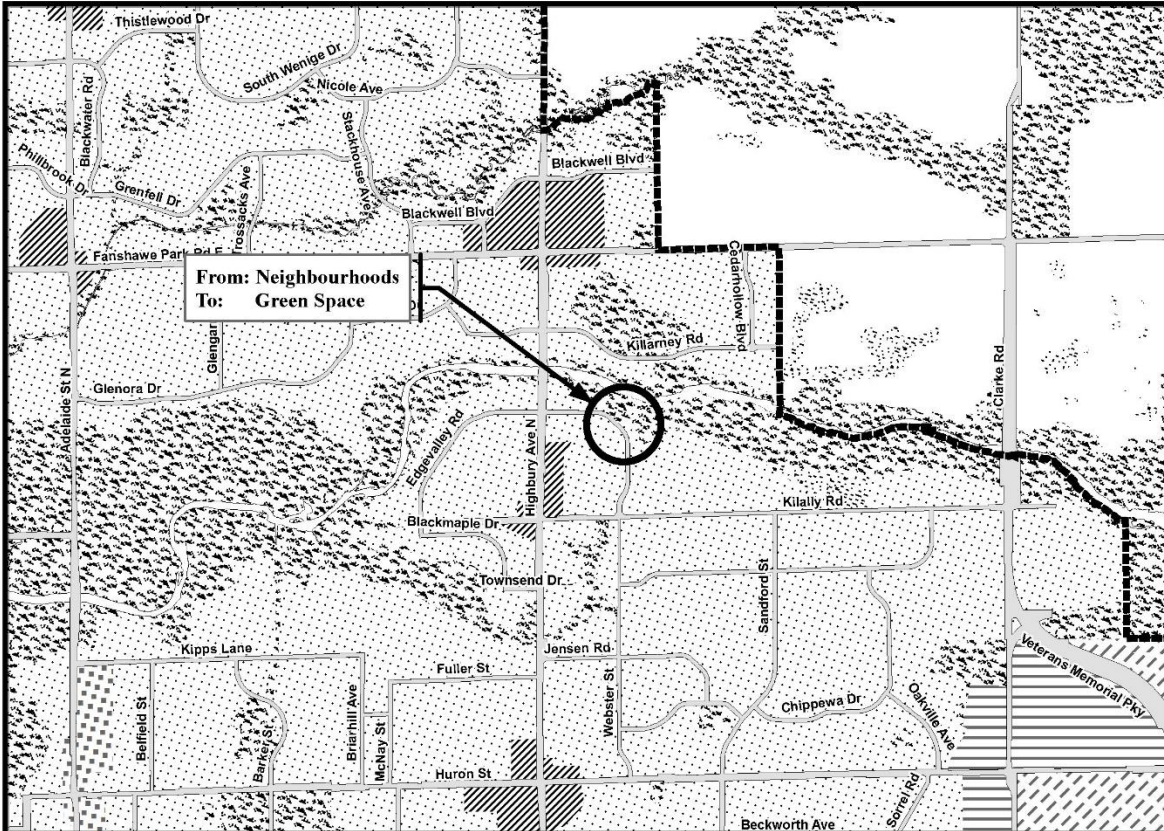 Thistlewood Dr
South Wenige Dr
Nicole Ave
Blackwater Rd
Stackhouse Ave
Phillbrook Dr
Grenfell Dr
Trossacks Ave
Blackwell Blvd
Blackwell Blvd
Fanshawe Park Rd E
From: Neighbourhoods
To: Green Space
Cedarhollow Blvd
Killarney Rd
Clarke Rd
Glenora Dr
Adelaide St N
Edgevalley Rd
Highbury Ave N
Kilally Rd
Blackmaple Dr
Townsend Dr
Sandford St
Kipps Lane
Jensen Rd
Fuller St
Veterans Memorial Pky
Belfield St
Barker St
Briarhill Ave
McNay St
Webster St
Chippewa Dr
Oakville Ave
Huron St
Sorrel Rd
Beckworth Ave